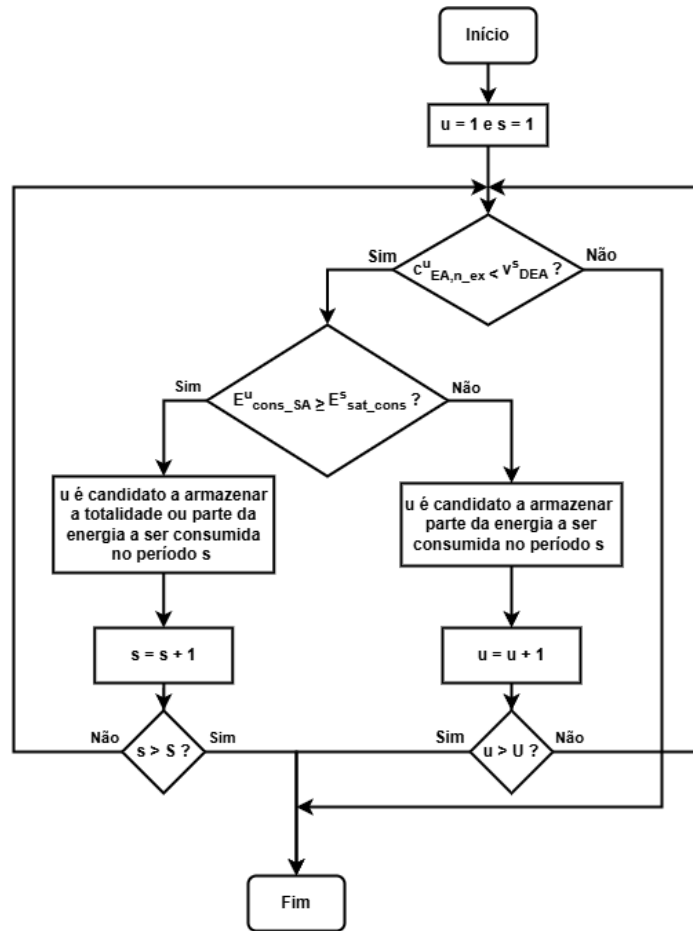 Início
u = 1 e s = 1
Sim
c^u_EA,n_ex < v^s_DEA ?
Não
Sim
E^u_cons_SA ≥ E^s_sat_cons ?
Não
u é candidato a armazenar
a totalidade ou parte da
energia a ser consumida
no período s
u é candidato a armazenar
parte da energia a ser
consumida no período s
s = s + 1
u = u + 1
Não
s > S ?
Sim
Sim
u > U ?
Não
Fim